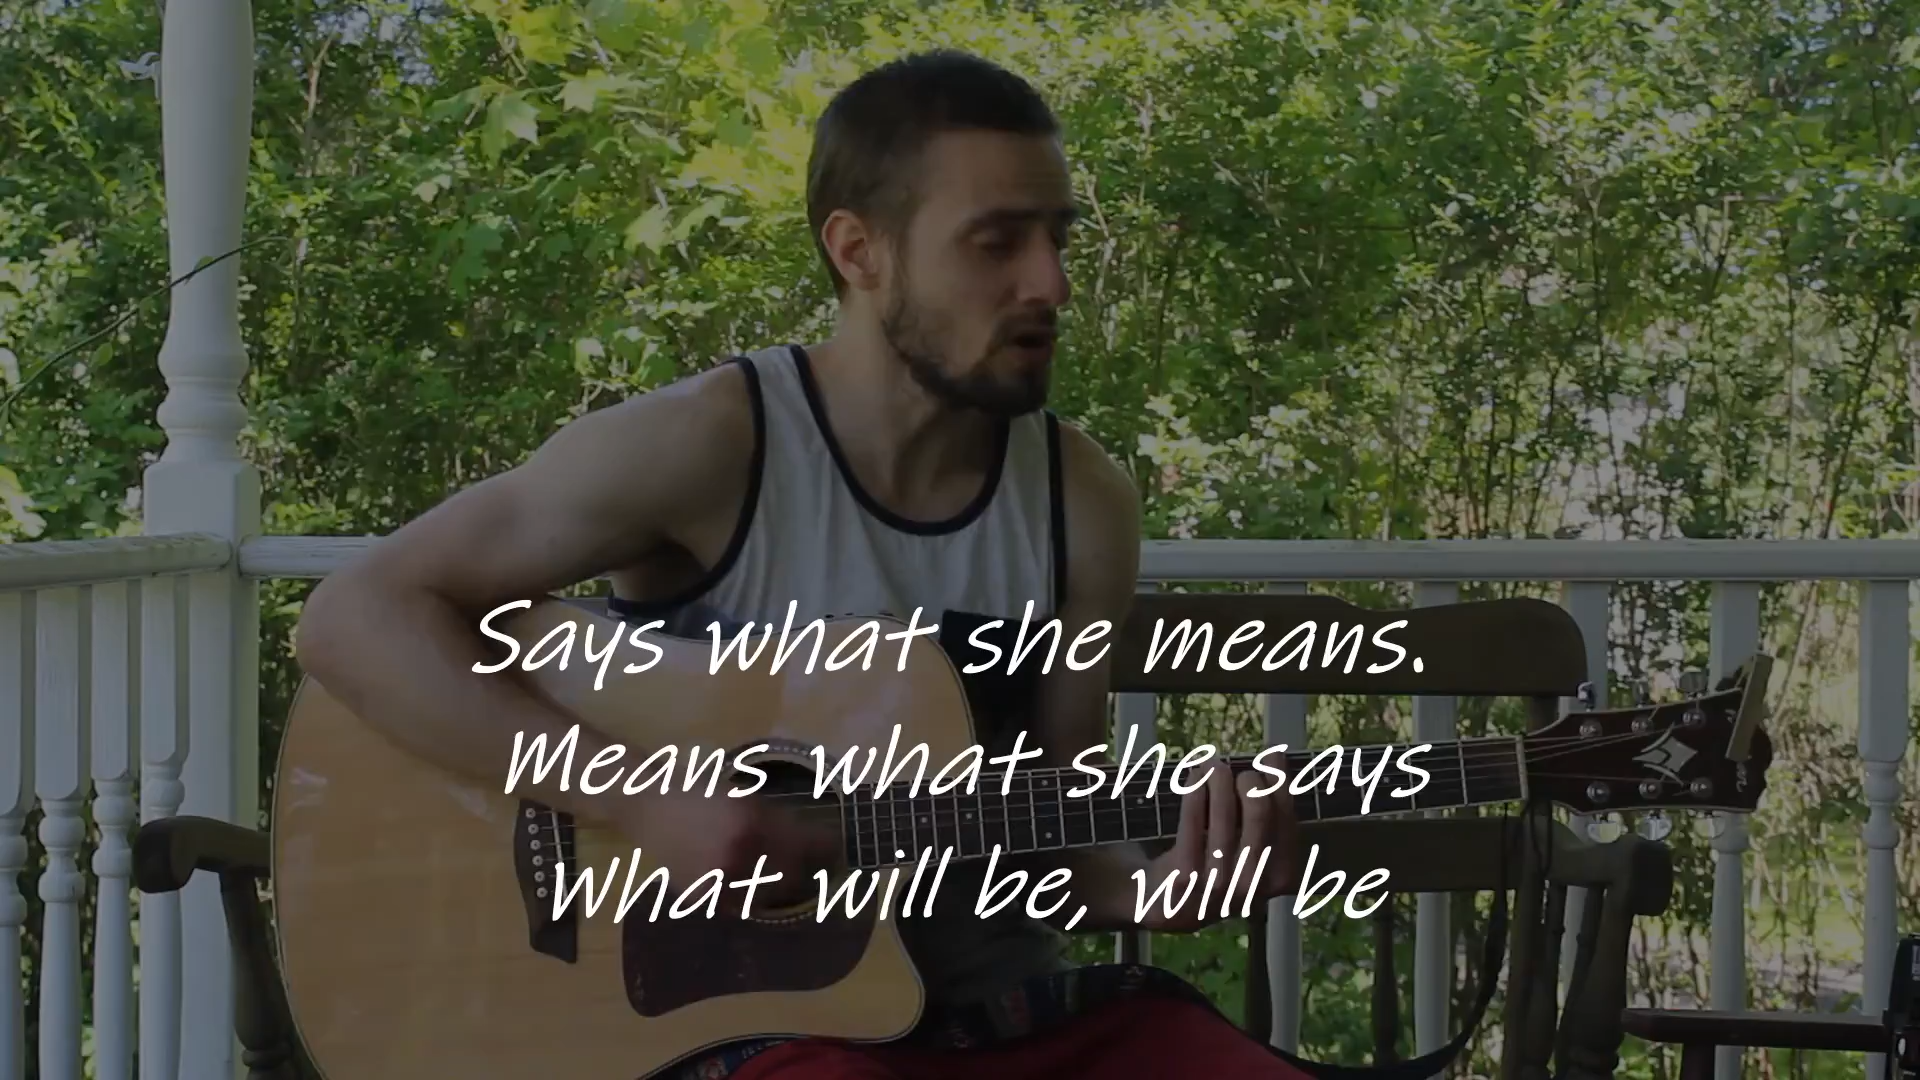 Says what she means.
Means what she says
What will be, will be